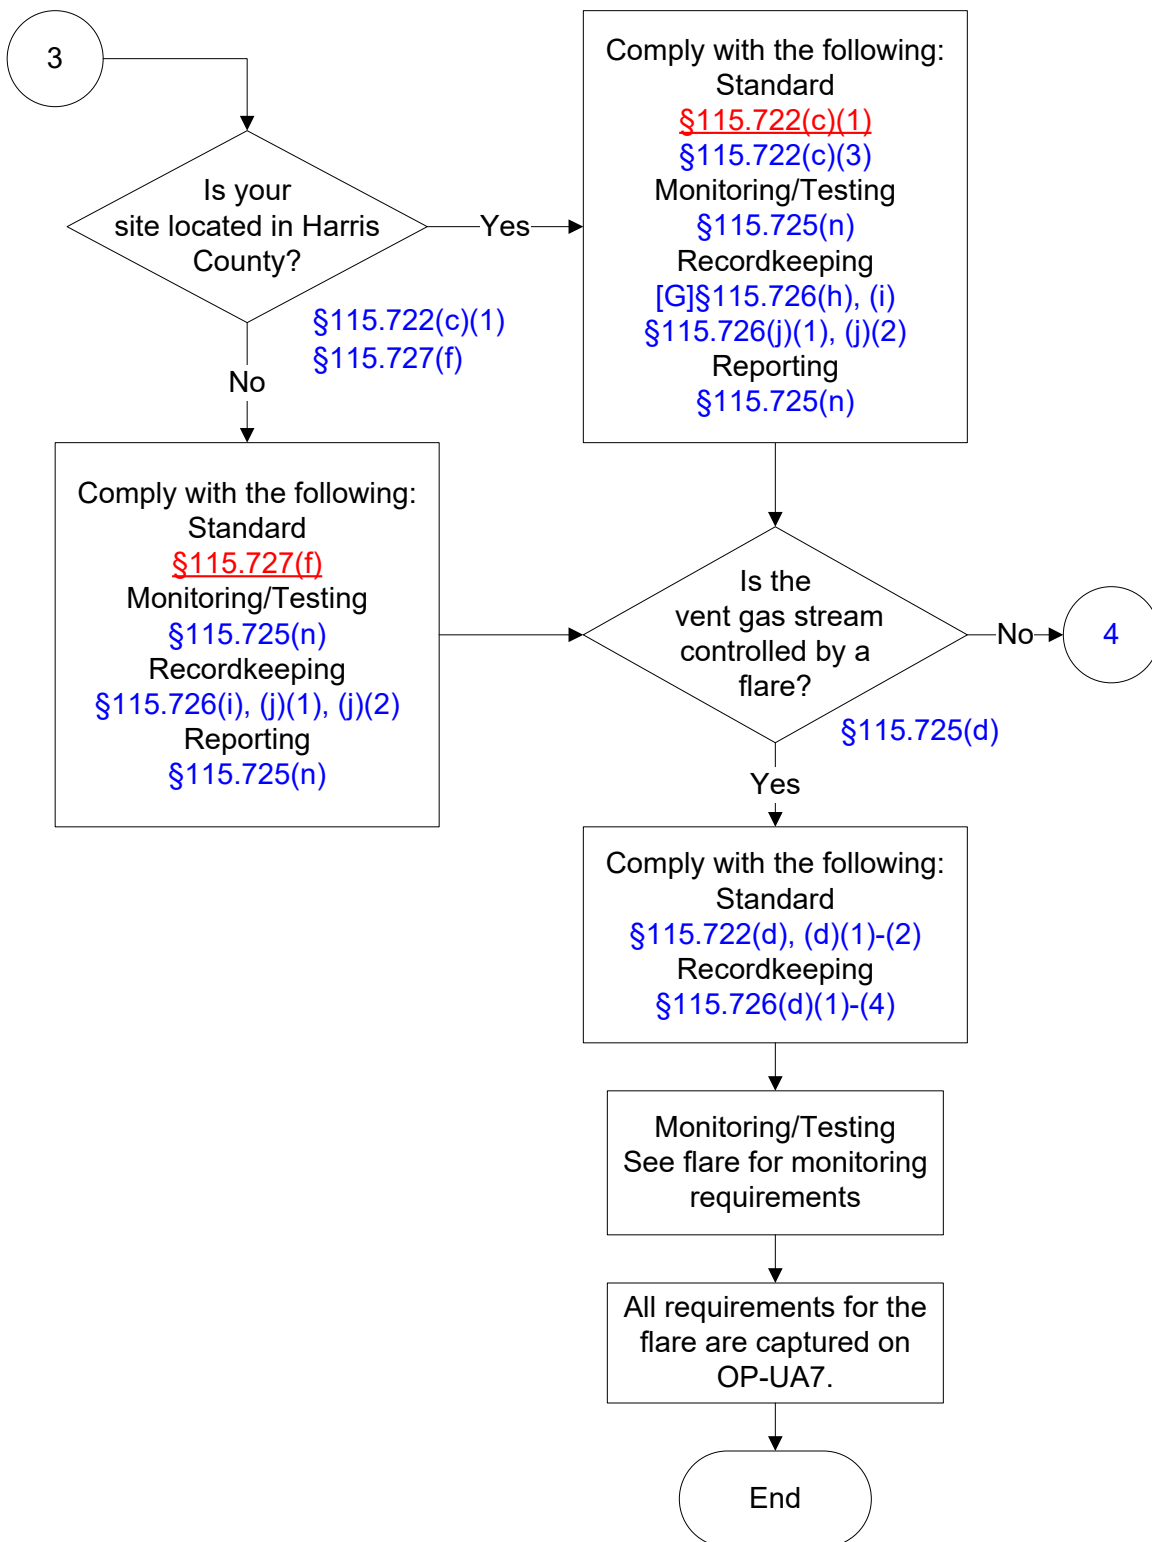 3
Is your
site located in Harris
County?
Yes
§115.722(c)(1)
§115.727(f)
No
Comply with the following:
Standard
§115.722(c)(1)
§115.722(c)(3)
Monitoring/Testing
§115.725(n)
Recordkeeping
[G]§115.726(h), (i)
§115.726(j)(1), (j)(2)
Reporting
§115.725(n)
Comply with the following:
Standard
§115.727(f)
Monitoring/Testing
§115.725(n)
Recordkeeping
§115.726(i), (j)(1), (j)(2)
Reporting
§115.725(n)
Is the
vent gas stream
controlled by a
flare?
No
4
§115.725(d)
Yes
Comply with the following:
Standard
§115.722(d), (d)(1)-(2)
Recordkeeping
§115.726(d)(1)-(4)
Monitoring/Testing
See flare for monitoring
requirements
All requirements for the
flare are captured on
OP-UA7.
End